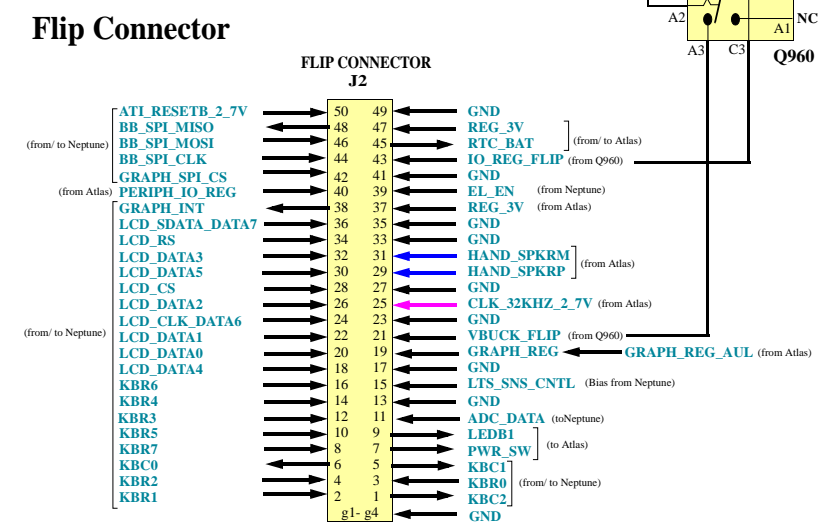 Flip Connector
A2
NC
A1
A3 C3
Q960
FLIP CONNECTOR
J2
ATI_RESETB_2_7V 50 49 GND
BB_SPI_MISO 48 47 REG_3V
(from/ to Neptune) BB_SPI_MOSI 46 45 RTC_BAT (from/ to Atlas)
BB_SPI_CLK 44 43 IO_REG_FLIP (from Q960)
GRAPH_SPI_CS 42 41 GND
(from Atlas) PERIPH_IO_REG 40 39 EL_EN (from Neptune)
GRAPH_INT 38 37 REG_3V (from Atlas)
LCD_SDATA_DATA7 36 35 GND
LCD_RS 34 33 GND
LCD_DATA3 32 31 HAND_SPKRM
LCD_DATA5 30 29 HAND_SPKRP (from Atlas)
LCD_CS 28 27 GND
LCD_DATA2 26 25 CLK_32KHZ_2_7V (from Atlas)
LCD_CLK_DATA6 24 23 GND
(from/ to Neptune) LCD_DATA1 22 21 VBUCK_FLIP (from Q960)
LCD_DATA0 20 19 GRAPH_REG GRAPH_REG_AUL (from Atlas)
LCD_DATA4 18 17 GND
KBR6 16 15 LTS_SNS_CNTL (Bias from Neptune)
KBR4 14 13 GND
KBR3 12 11 ADC_DATA (toNeptune)
KBR5 10 9 LEDB1
KBR7 8 7 PWR_SW (to Atlas)
KBC0 6 5 KBC1
KBR2 4 3 KBR0 (from/ to Neptune)
KBR1 2 1 KBC2
g1- g4 GND